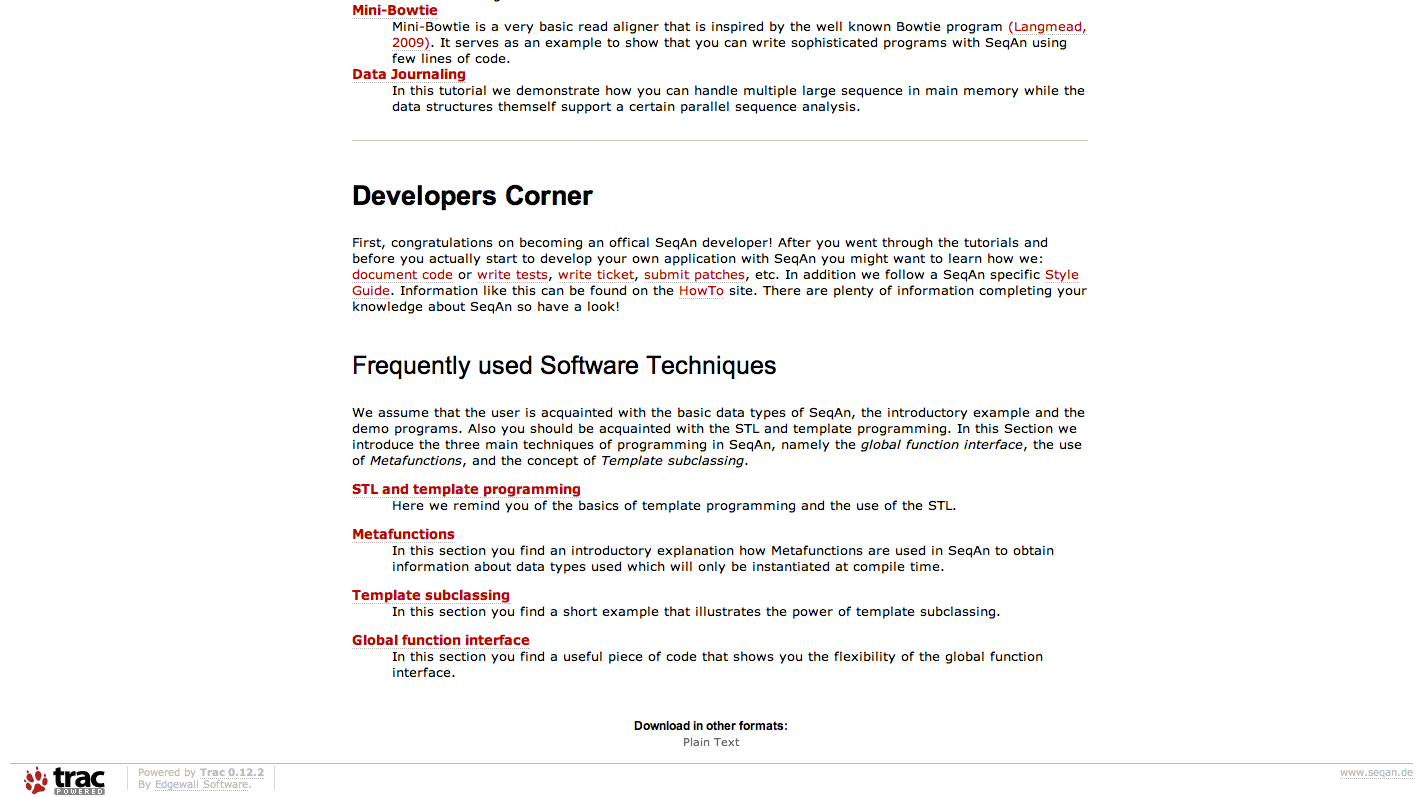 Mini-Bowtie
Mini-Bowtie is a very basic read aligner that is inspired by the well known Bowtie program (Langmead,
2009). It serves as an example to show that you can write sophisticated programs with SeqAn using
few lines of code.
Data Journaling
In this tutorial we demonstrate how you can handle multiple large sequence in main memory while the
data structures themself support a certain parallel sequence analysis.
Developers Corner
First, congratulations on becoming an offical SeqAn developer! After you went through the tutorials and
before you actually start to develop your own application with SeqAn you might want to learn how we:
document code or write tests, write ticket, submit patches, etc. In addition we follow a SeqAn specific Style
Guide. Information like this can be found on the HowTo site. There are plenty of information completing your
knowledge about SeqAn so have a look!
Frequently used Software Techniques
We assume that the user is acquainted with the basic data types of SeqAn, the introductory example and the
demo programs. Also you should be acquainted with the STL and template programming. In this Section we
introduce the three main techniques of programming in SeqAn, namely the global function interface, the use
of Metafunctions, and the concept of Template subclassing.
STL and template programming
Here we remind you of the basics of template programming and the use of the STL.
Metafunctions
In this section you find an introductory explanation how Metafunctions are used in SeqAn to obtain
information about data types used which will only be instantiated at compile time.
Template subclassing
In this section you find a short example that illustrates the power of template subclassing.
Global function interface
In this section you find a useful piece of code that shows you the flexibility of the global function
interface.
Download in other formats:
Plain Text
trac
POWERED
Powered by Trac 0.12.2
By Edgewall Software.
www.seqan.de